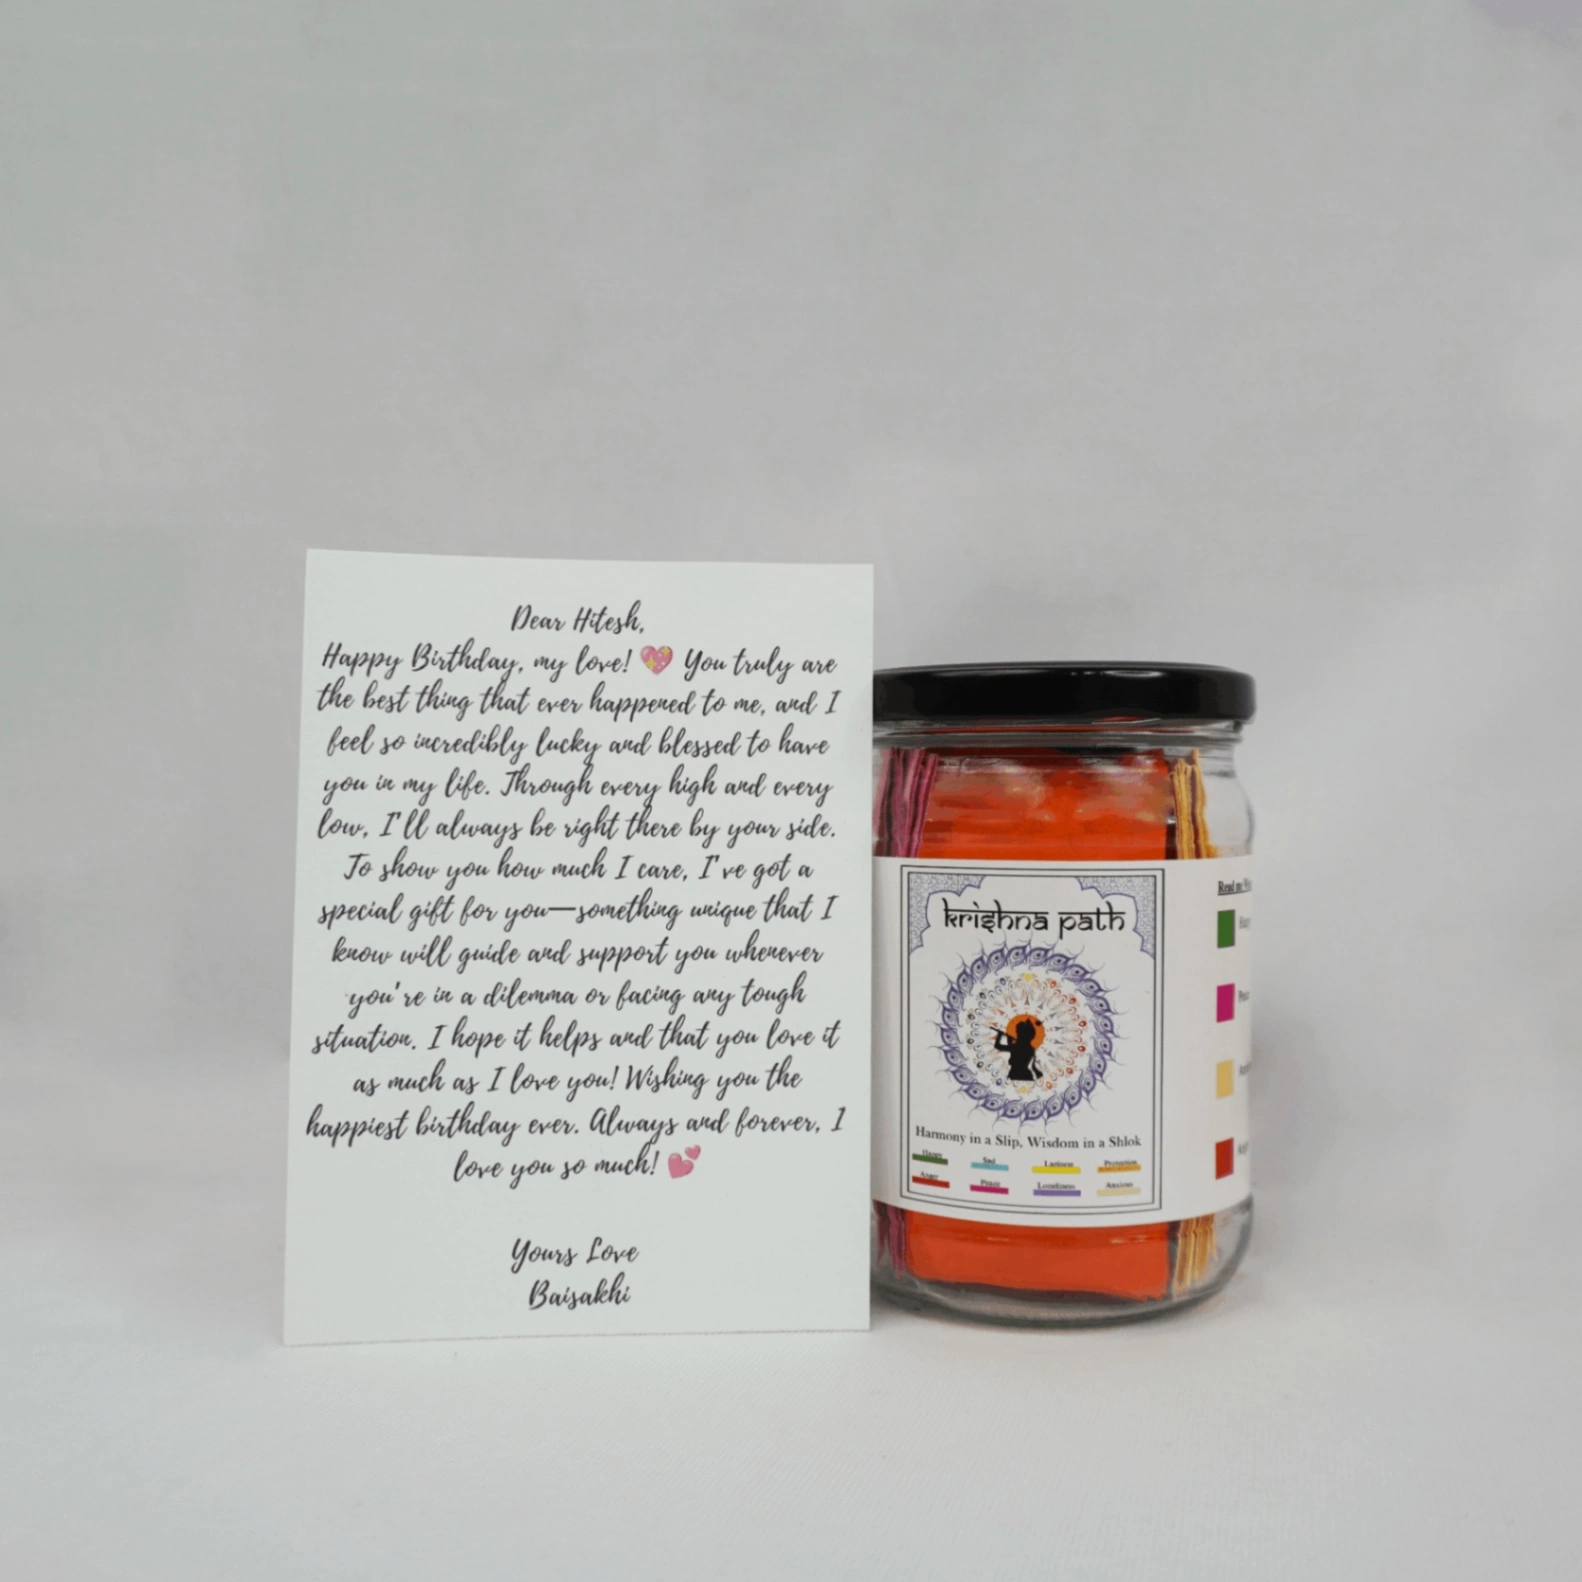 Dear Hitesh,
Happy Birthday, my love! 💖 You truly are
the best thing that ever happened to me, and I
feel so incredibly lucky and blessed to have
you in my life. Through every high and every
low, I'll always be right there by your side.
To show you how much I care, I've got a
special gift for you—something unique that I
know will guide and support you whenever
you're in a dilemma or facing any tough
situation. I hope it helps and that you love it
as much as I love you! Wishing you the
happiest birthday ever. Always and forever, I
love you so much! 💕
Yours Love
Baisakhi
krishna path
Harmony in a Slip, Wisdom in a Shlok
Happy Sad Laziness Protection
Anger Peace Loneliness Anxious
Read me